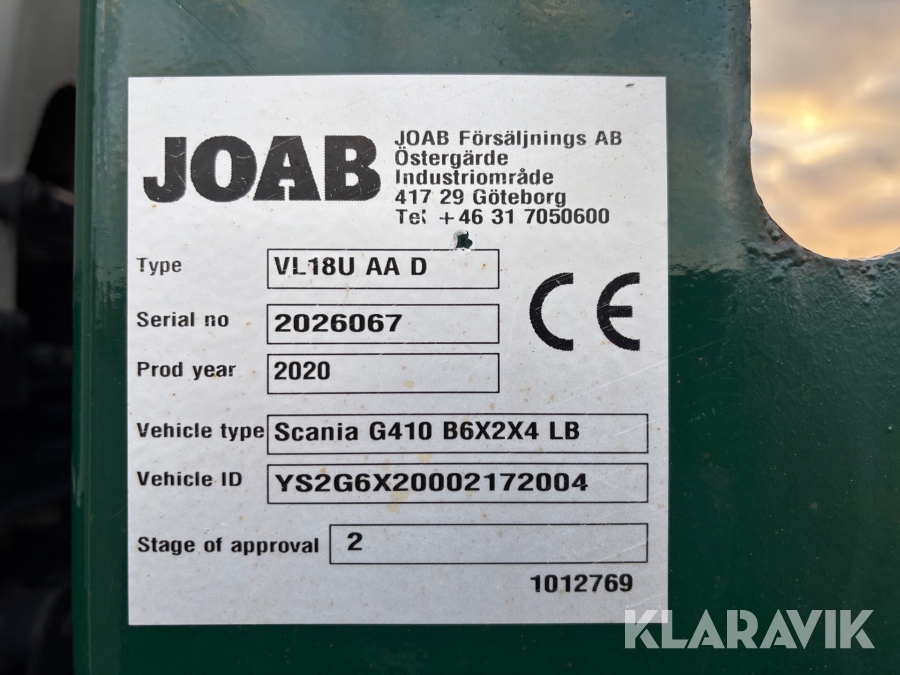 JOAB
JOAB Försäljnings AB
Östergärde
Industriområde
417 29 Göteborg
Tel +46 31 7050600
Type VL18U AA D
Serial no 2026067
Prod year 2020
CE
Vehicle type Scania G410 B6X2X4 LB
Vehicle ID YS2G6X20002172004
Stage of approval 2
1012769
KLARAVIK